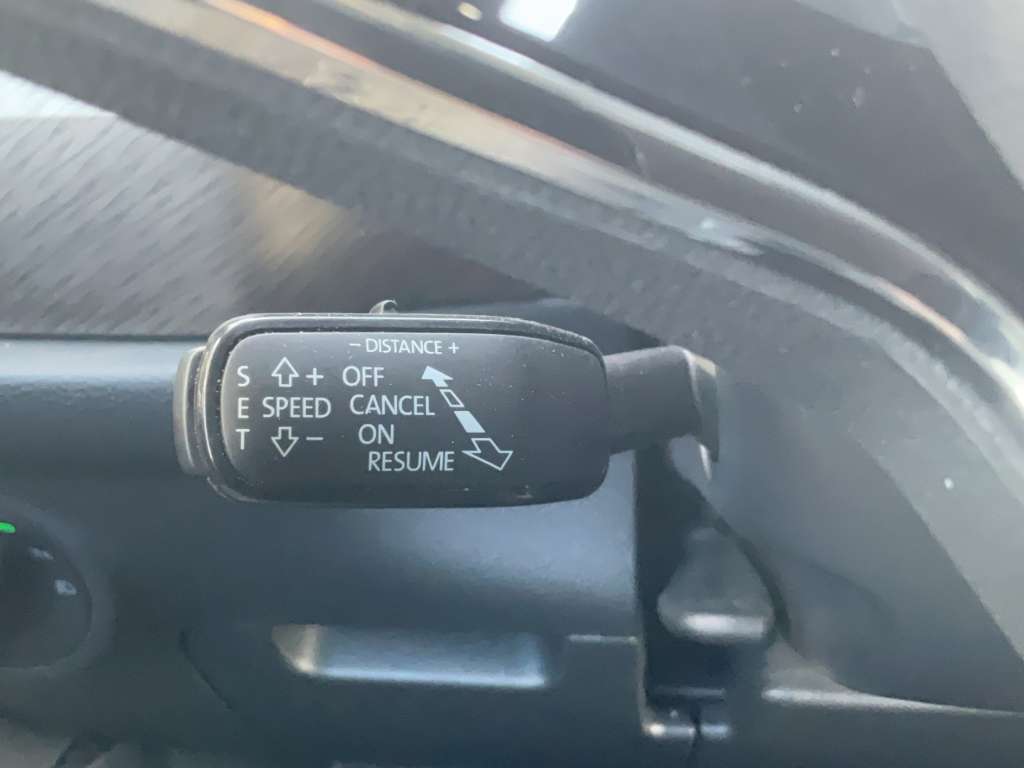 - DISTANCE +
S + OFF
E SPEED CANCEL
T - ON
RESUME